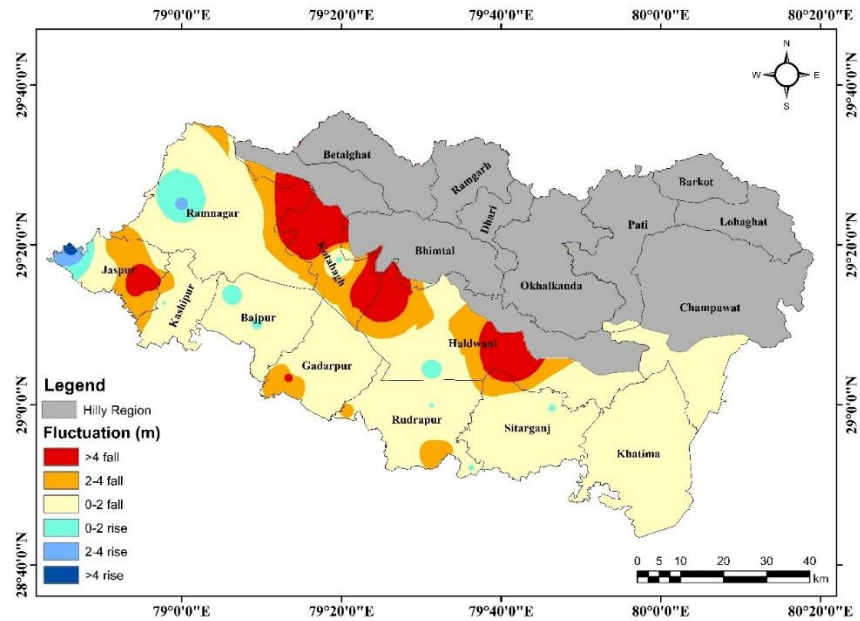 79°0'0"E 79°20'0"E 79°40'0"E 80°0'0"E 80°20'0"E
29°40'0"N
29°20'0"N
29°0'0"N
28°40'0"N
29°40'0"N
29°20'0"N
29°0'0"N
28°40'0"N
N
W E
S
Betalghat
Ramgarh
Barkot
Dhari
Pati
Lohaghat
Ramnagar
Bhimtal
Kotabagh
Okhalkanda
Jaspur
Kashipur
Champawat
Bajpur
Haldwani
Gadarpur
Rudrapur
Sitarganj
Khatima
Legend
Hilly Region
Fluctuation (m)
>4 fall
2-4 fall
0-2 fall
0-2 rise
2-4 rise
>4 rise
0 5 10 20 30 40
km
79°0'0"E 79°20'0"E 79°40'0"E 80°0'0"E 80°20'0"E